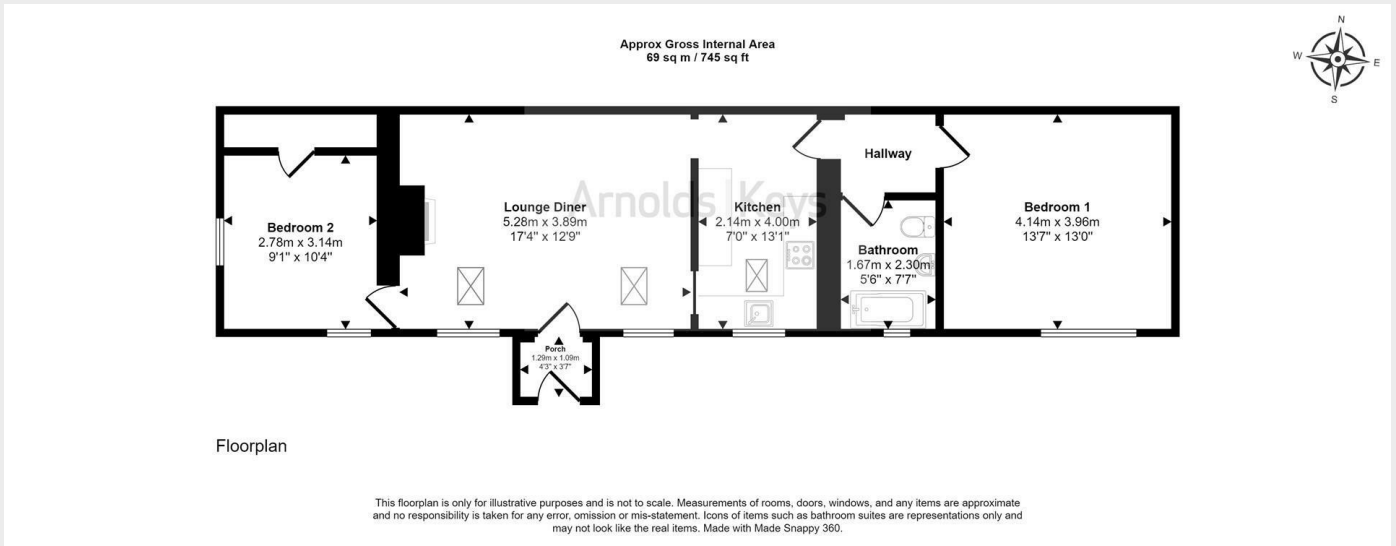 Approx Gross Internal Area
69 sq m / 745 sq ft
N
W
E
S
Hallway
Arnolds | Keys
Lounge Diner
5.28m x 3.89m
17'4" x 12'9"
Kitchen
2.14m x 4.00m
7'0" x 13'1"
Bedroom 1
4.14m x 3.96m
13'7" x 13'0"
Bedroom 2
2.78m x 3.14m
9'1" x 10'4"
Bathroom
1.67m x 2.30m
5'6" x 7'7"
Porch
1.29m x 1.09m
4'3" x 3'7"
Floorplan
This floorplan is only for illustrative purposes and is not to scale. Measurements of rooms, doors, windows, and any items are approximate
and no responsibility is taken for any error, omission or mis-statement. Icons of items such as bathroom suites are representations only and
may not look like the real items. Made with Made Snappy 360.